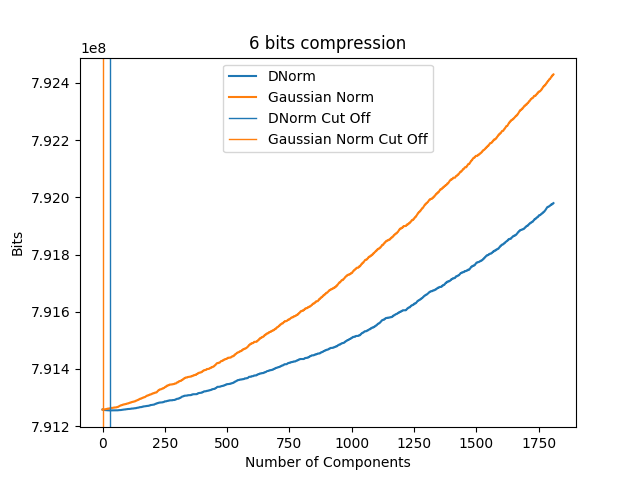 6 bits compression
1e8
DNorm
Gaussian Norm
DNorm Cut Off
Gaussian Norm Cut Off
7.924
7.922
7.920
7.918
7.916
7.914
7.912
Bits
0 250 500 750 1000 1250 1500 1750
Number of Components